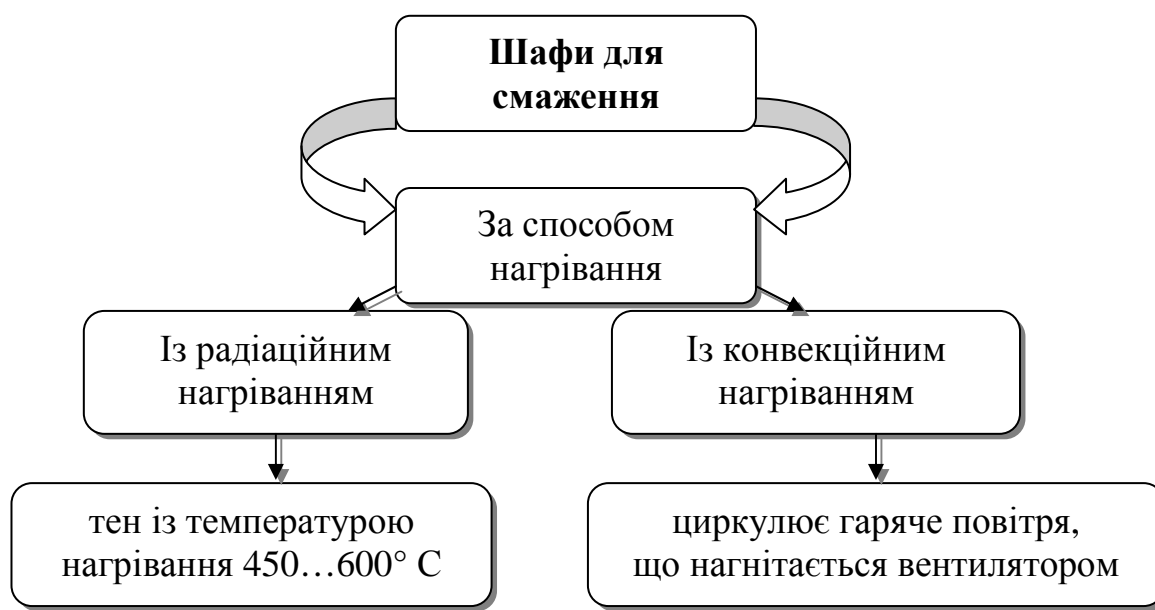 Шафи для
смаження
За способом
нагрівання
Із радіаційним
нагріванням
Із конвекційним
нагріванням
тен із температурою
нагрівання 450…600° С
циркулює гаряче повітря,
що нагнітається вентилятором